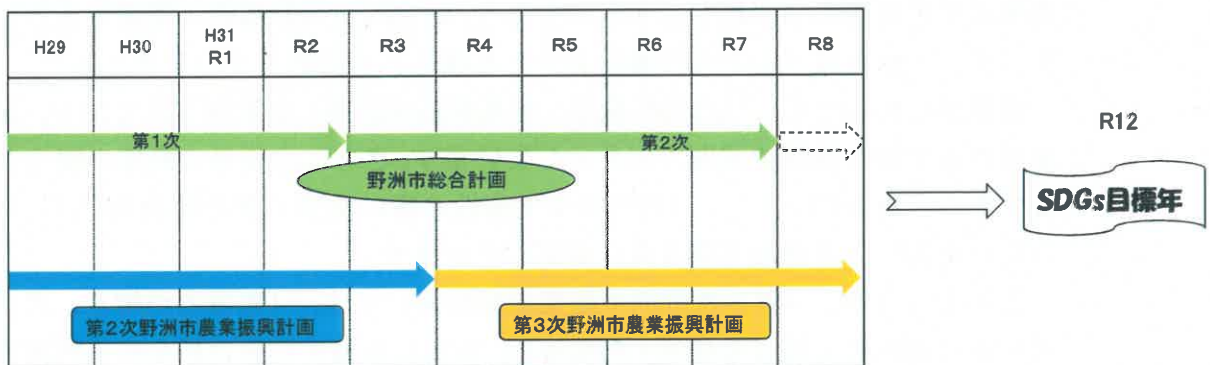 H29 H30 H31 R1 R2 R3 R4 R5 R6 R7 R8
R12
第1次 第2次
野洲市総合計画
SDGs目標年
第2次野洲市農業振興計画 第3次野洲市農業振興計画